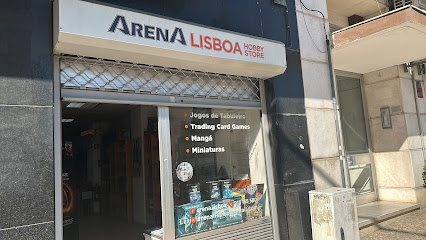 ARENA LISBOA HOBBY
STORE
• Jogos de Tabuleiro
• Trading Card Games
• Mangá
• Miniaturas